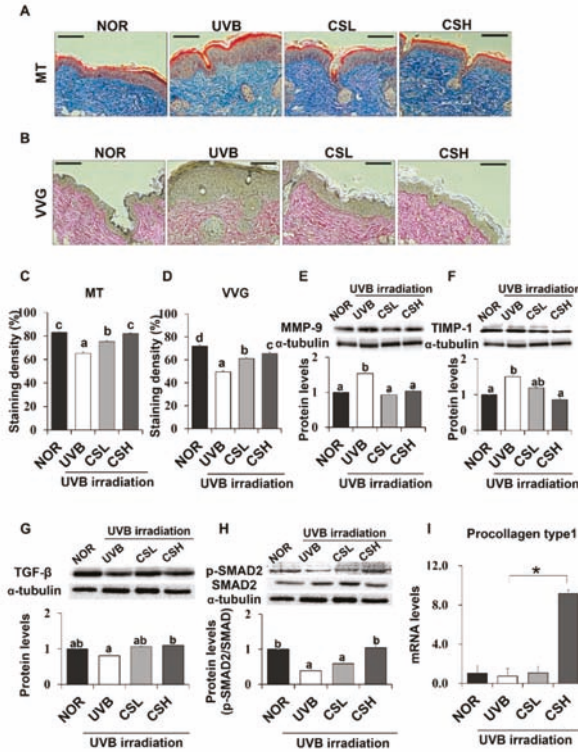 A
NOR UVB CSL CSH
MT
B
NOR UVB CSL CSH
VVG
C MT
Staining density (%)
100
80
60
40
20
0
c a b c
NOR UVB CSL CSH
UVB irradiation
D VVG
Staining density (%)
100
80
60
40
20
0
d a b c
NOR UVB CSL CSH
UVB irradiation
E UVB irradiation
NOR UVB CSL CSH
MMP-9
α-tubulin
Protein levels
2
1
0
a b a a
NOR UVB CSL CSH
UVB irradiation
F UVB irradiation
NOR UVB CSL CSH
TIMP-1
α-tubulin
Protein levels
2
1
0
a b ab a
NOR UVB CSL CSH
UVB irradiation
G UVB irradiation
NOR UVB CSL CSH
TGF-β
α-tubulin
Protein levels
2
1
0
ab a ab b
NOR UVB CSL CSH
UVB irradiation
H UVB irradiation
NOR UVB CSL CSH
p-SMAD2
SMAD2
α-tubulin
Protein levels
(p-SMAD2/SMAD)
2
1
0
b a a b
NOR UVB CSL CSH
UVB irradiation
I Procollagen type1
mRNA levels
12.0
8.0
4.0
0.0
*
NOR UVB CSL CSH
UVB irradiation